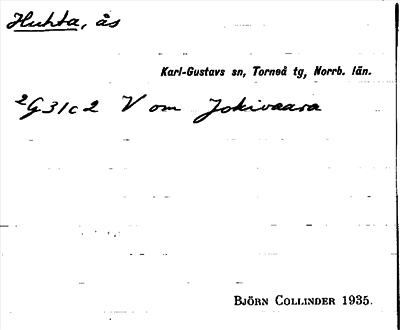 Huhta, ås
Karl-Gustavs sn, Torneå tg, Norrb. län.
2G31c2 V om Jokivaara
BJÖRN COLLINDER 1935.